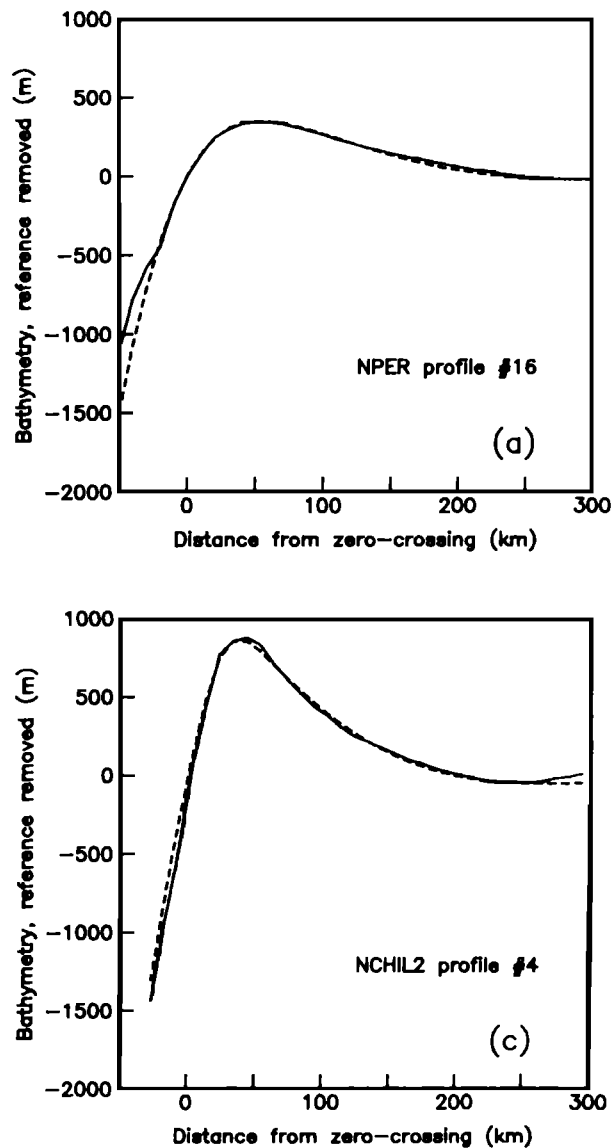 1000
500
0
-500
-1000
-1500
-2000
Bathymetry, reference removed (m)
NPER profile #16
(a)
0
100
200
300
Distance from zero-crossing (km)
1000
500
0
-500
-1000
-1500
-2000
Bathymetry, reference removed (m)
NCHIL2 profile #4
(c)
0
100
200
300
Distance from zero-crossing (km)